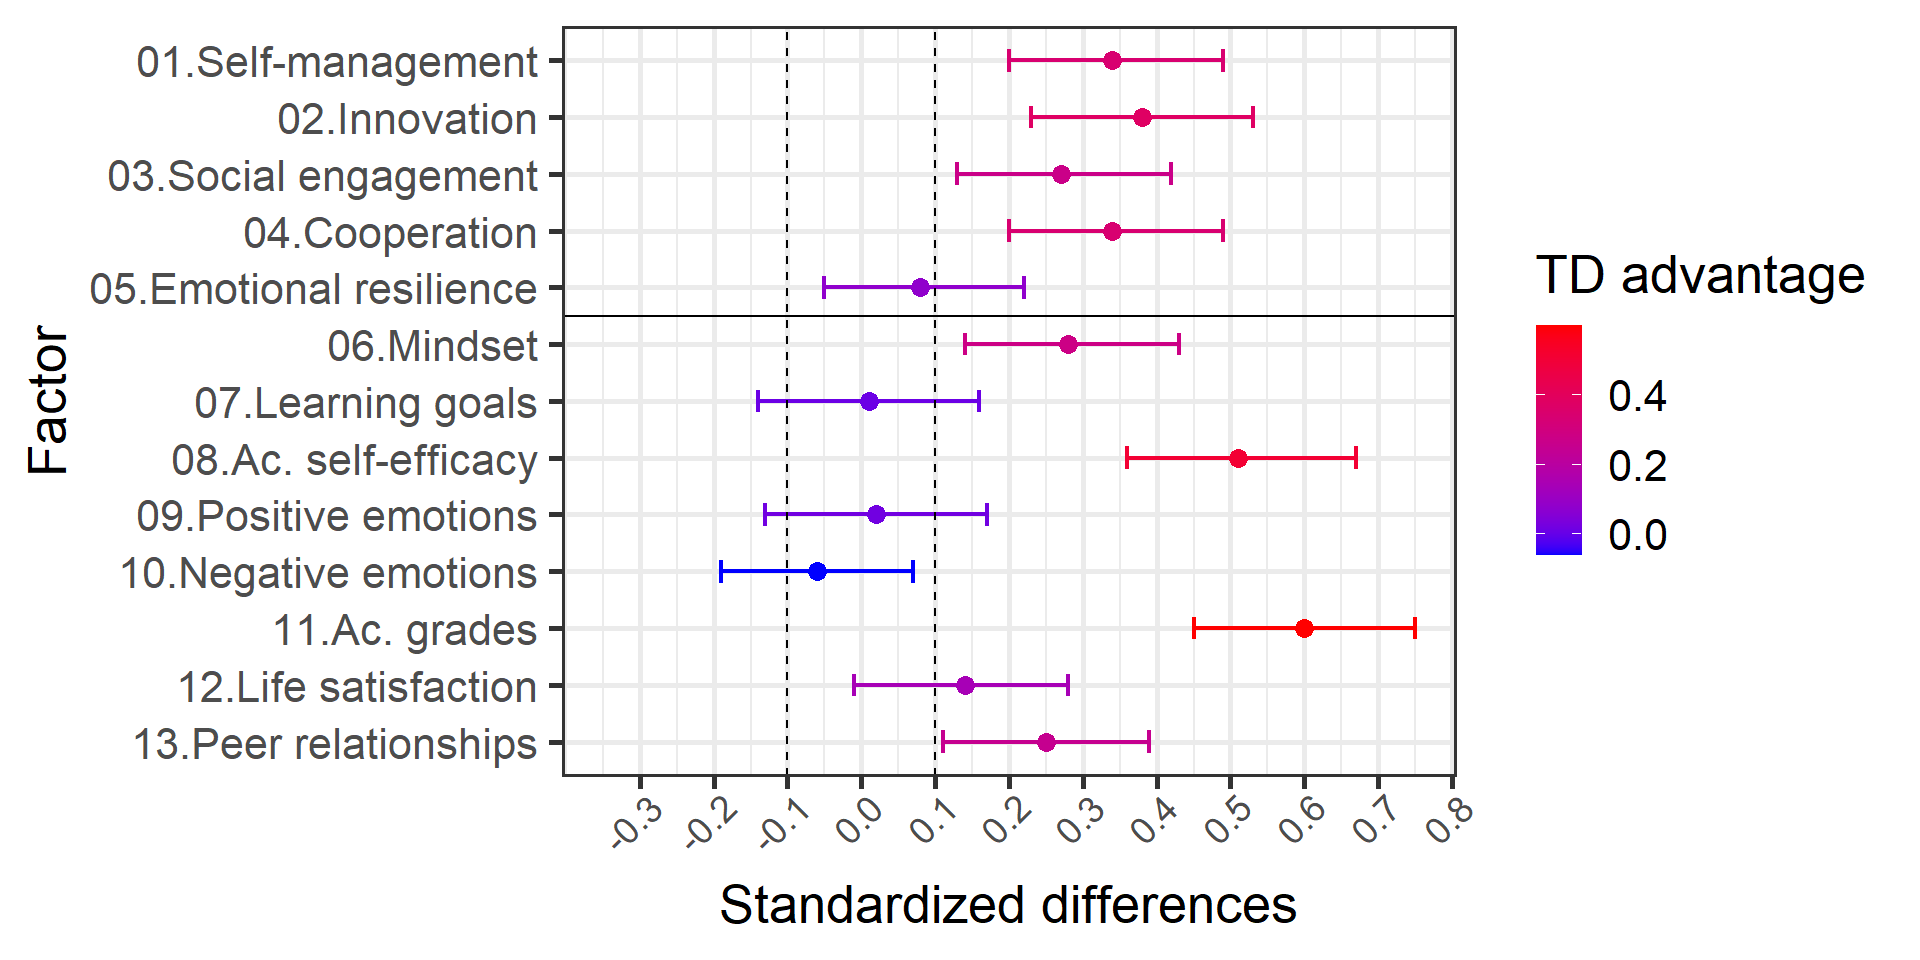 01.Self-management
02.Innovation
03.Social engagement
04.Cooperation
05.Emotional resilience
06.Mindset
07.Learning goals
08.Ac. self-efficacy
09.Positive emotions
10.Negative emotions
11.Ac. grades
12.Life satisfaction
13.Peer relationships
Factor
-0.3 -0.2 -0.1 0.0 0.1 0.2 0.3 0.4 0.5 0.6 0.7 0.8
Standardized differences
TD advantage
0.4
0.2
0.0